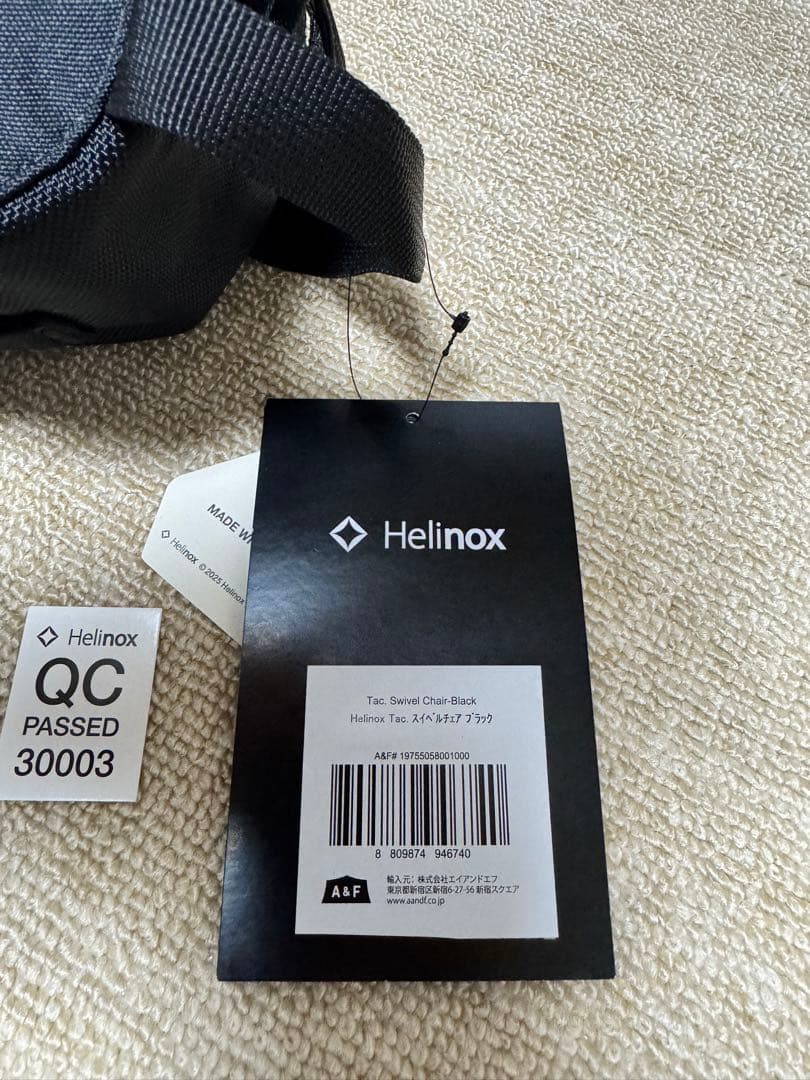 MADE WI
Helinox © 2025 Helinox
Helinox
QC
PASSED
30003
Helinox
Tac. Swivel Chair-Black
Helinox Tac. スイベルチェア ブラック
A&F# 19755058001000
8 809874 946740
A&F
輸入元: 株式会社エイアンドエフ
東京都新宿区新宿6-27-56 新宿スクエア
www.aandf.co.jp